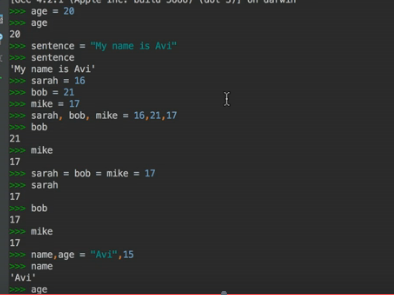 [GCC 4.2.1 (Apple Inc. build 5666) (dot 3)] on darwin
>>> age = 20
>>> age
20
>>> sentence = "My name is Avi"
>>> sentence
'My name is Avi'
>>> sarah = 16
>>> bob = 21
>>> mike = 17
>>> sarah, bob, mike = 16,21,17
>>> bob
21
>>> mike
17
>>> sarah = bob = mike = 17
>>> sarah
17
>>> bob
17
>>> mike
17
>>> name,age = "Avi",15
>>> name
'Avi'
>>> age